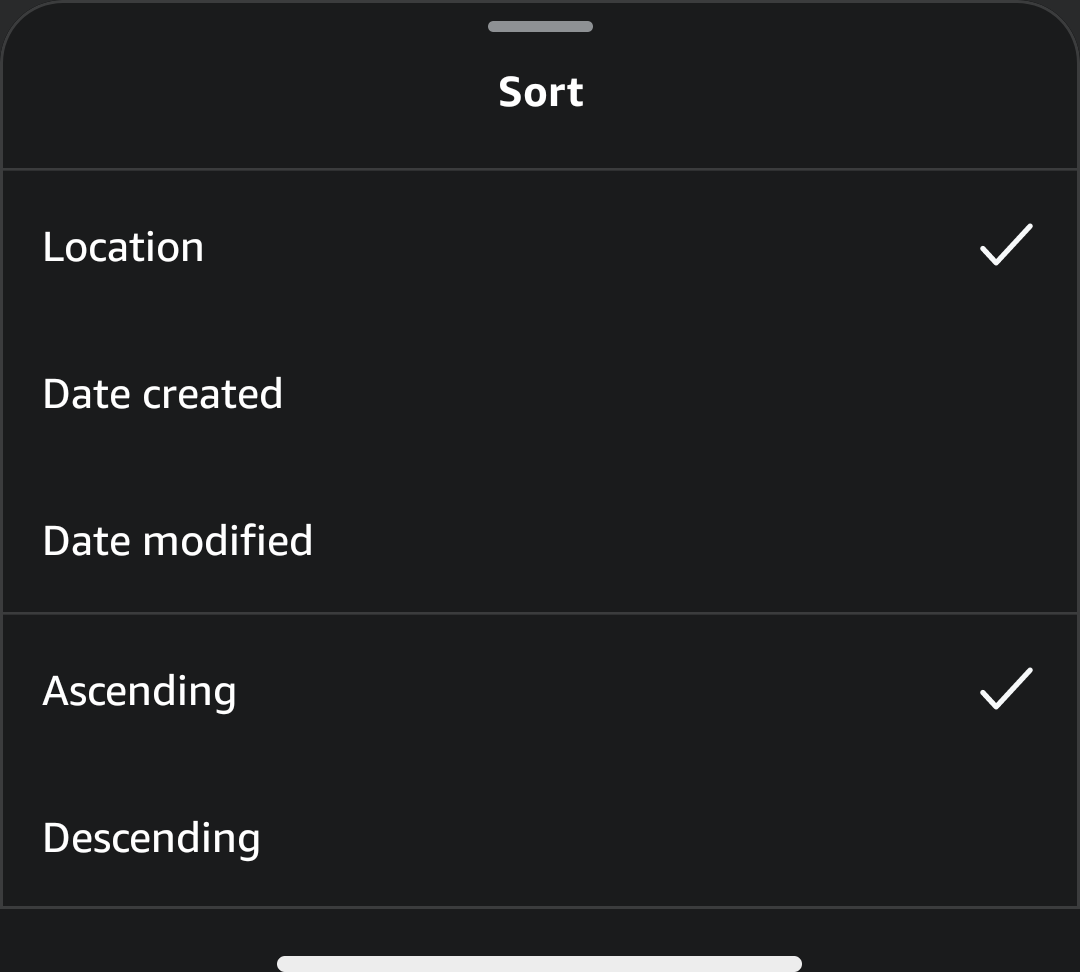 Sort
Location
Date created
Date modified
Ascending
Descending